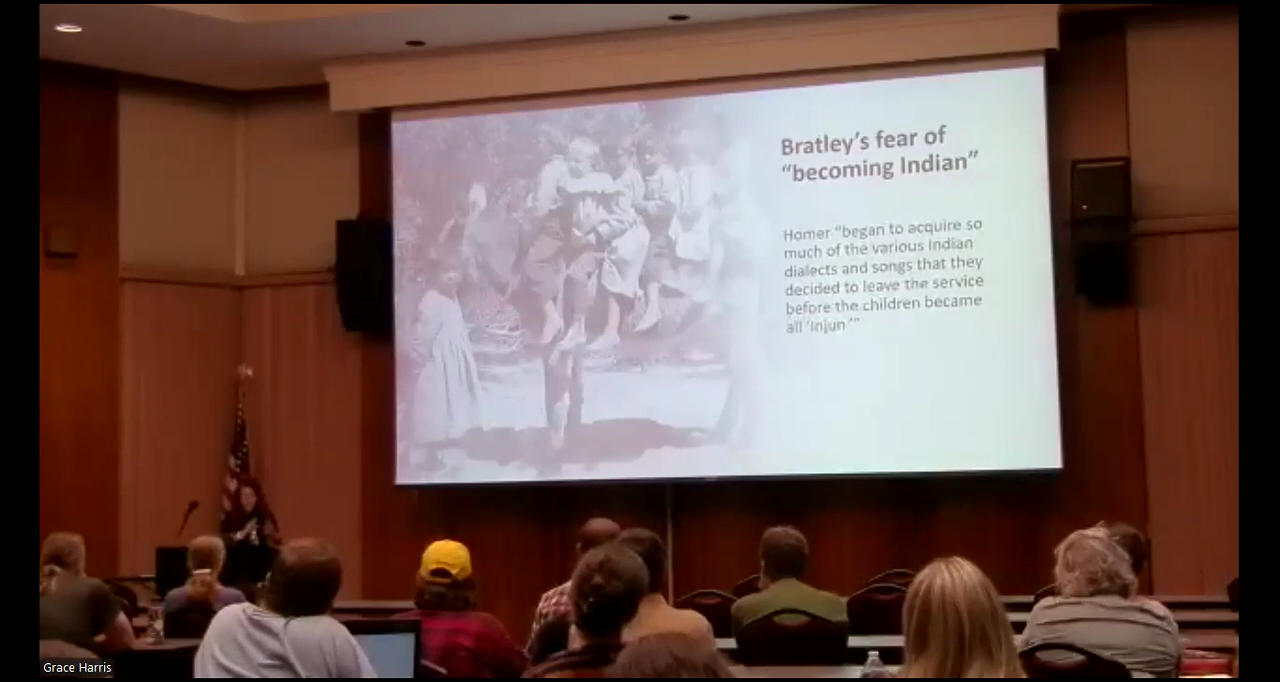 Bratley's fear of
"becoming Indian"
Homer "began to acquire so
much of the various Indian
dialects and songs that they
decided to leave the service
before the children became
all 'Injun'"
Grace Harris